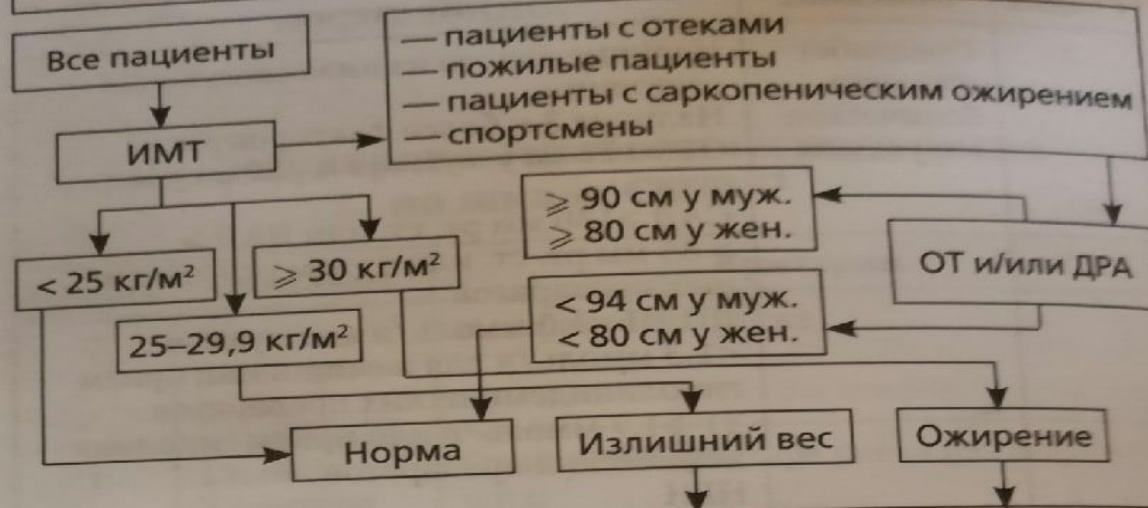 Все пациенты
— пациенты с отеками
— пожилые пациенты
— пациенты с саркопеническим ожирением
— спортсмены
ИМТ
⩾ 90 см у муж.
⩾ 80 см у жен.
ОТ и/или ДРА
< 25 кг/м²
⩾ 30 кг/м²
< 94 см у муж.
< 80 см у жен.
25–29,9 кг/м²
Норма
Излишний вес
Ожирение